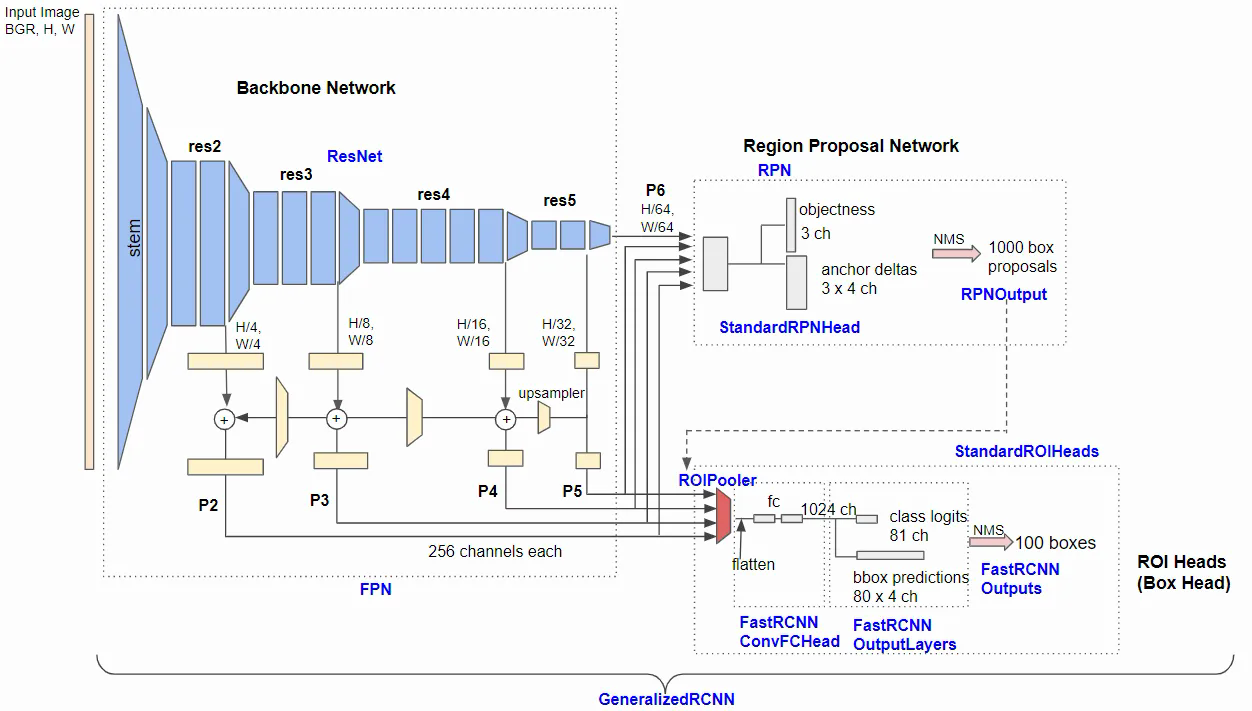 Input Image
BGR, H, W
Backbone Network
res2
ResNet
res3
res4
res5
stem
P6
H/64,
W/64
Region Proposal Network
RPN
objectness
3 ch
anchor deltas
3 x 4 ch
NMS
1000 box
proposals
RPNOutput
StandardRPNHead
H/4,
W/4
H/8,
W/8
H/16,
W/16
H/32,
W/32
upsampler
+
+
+
P2
P3
P4
P5
256 channels each
FPN
StandardROIHeads
ROIPooler
fc
1024 ch
flatten
class logits
81 ch
bbox predictions
80 x 4 ch
NMS
100 boxes
FastRCNN
Outputs
ROI Heads
(Box Head)
FastRCNN
ConvFCHead
FastRCNN
OutputLayers
GeneralizedRCNN